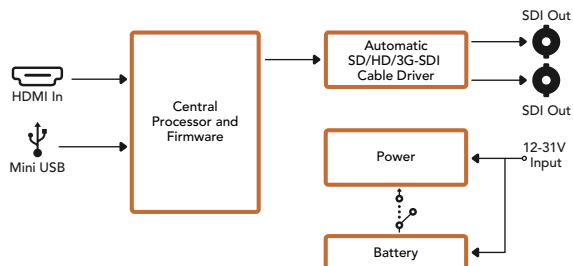 SDI Out
HDMI In
Mini USB
Central
Processor and
Firmware
Automatic
SD/HD/3G-SDI
Cable Driver
SDI Out
Power
12-31V
Input
Battery